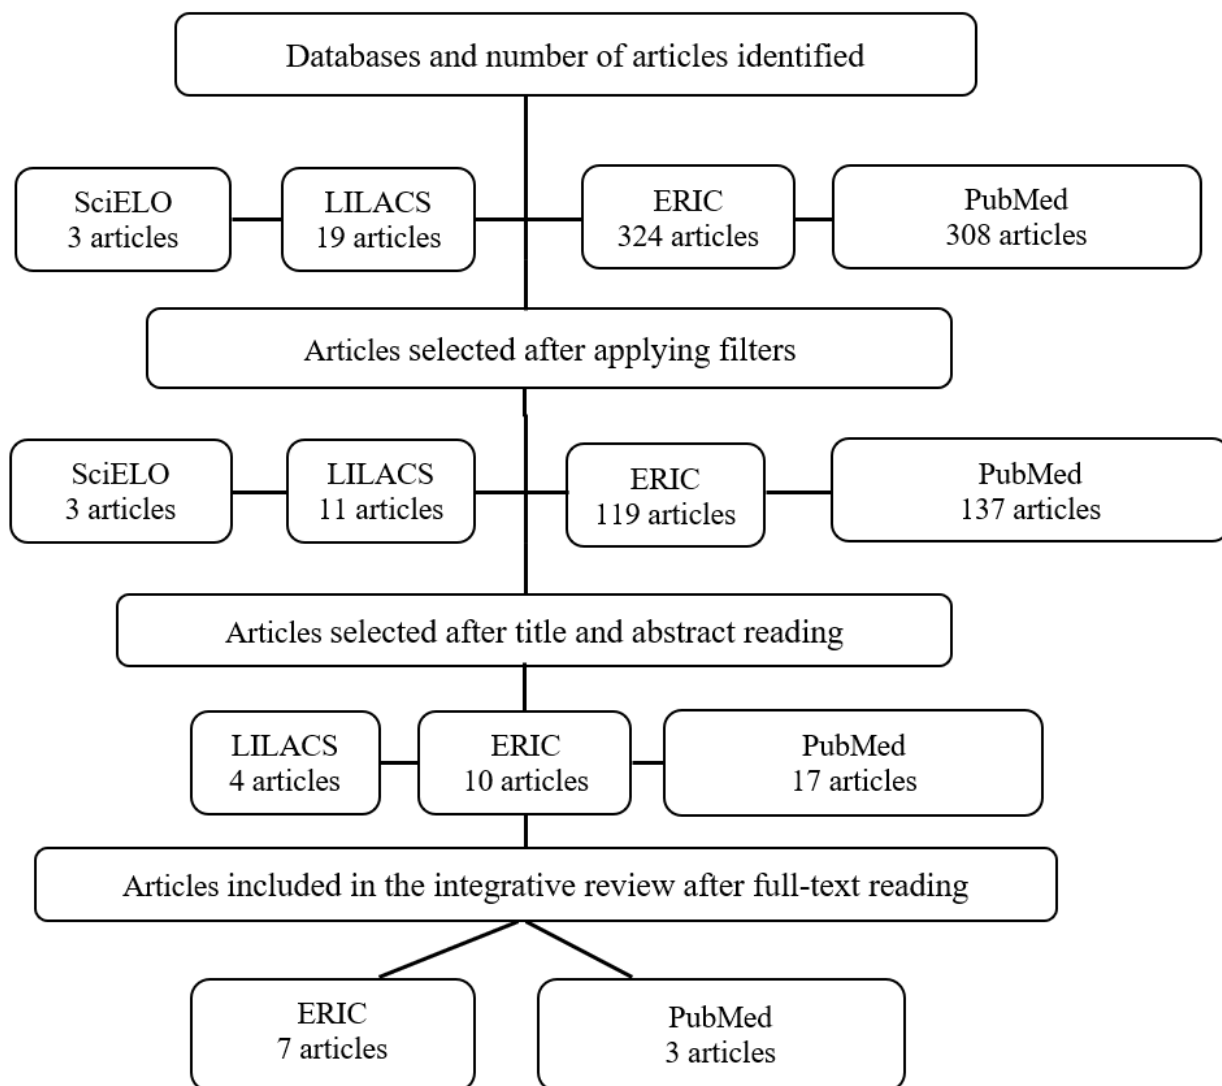 Databases and number of articles identified
SciELO
3 articles
LILACS
19 articles
ERIC
324 articles
PubMed
308 articles
Articles selected after applying filters
SciELO
3 articles
LILACS
11 articles
ERIC
119 articles
PubMed
137 articles
Articles selected after title and abstract reading
LILACS
4 articles
ERIC
10 articles
PubMed
17 articles
Articles included in the integrative review after full-text reading
ERIC
7 articles
PubMed
3 articles